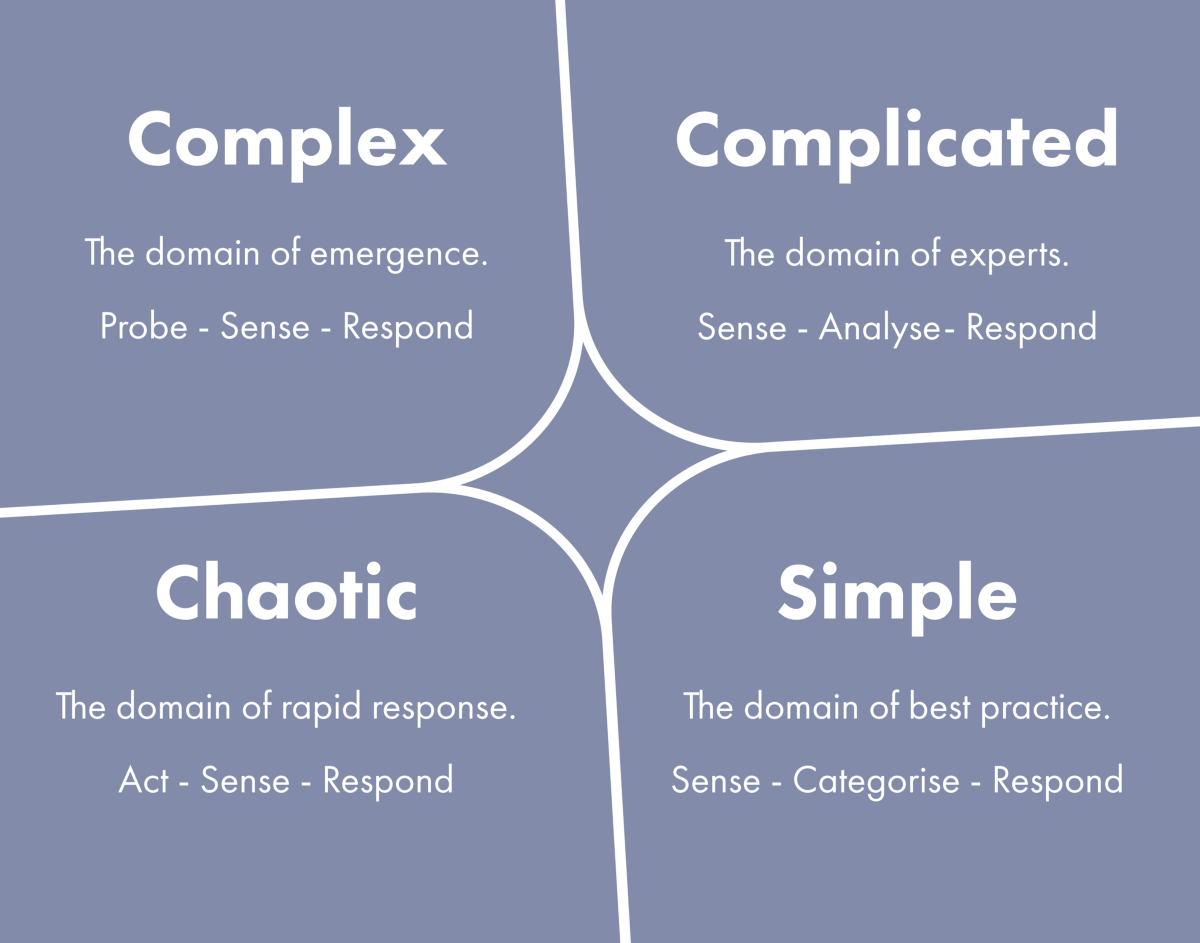 Complex
The domain of emergence.
Probe - Sense - Respond
Complicated
The domain of experts.
Sense - Analyse- Respond
Chaotic
The domain of rapid response.
Act - Sense - Respond
Simple
The domain of best practice.
Sense - Categorise - Respond